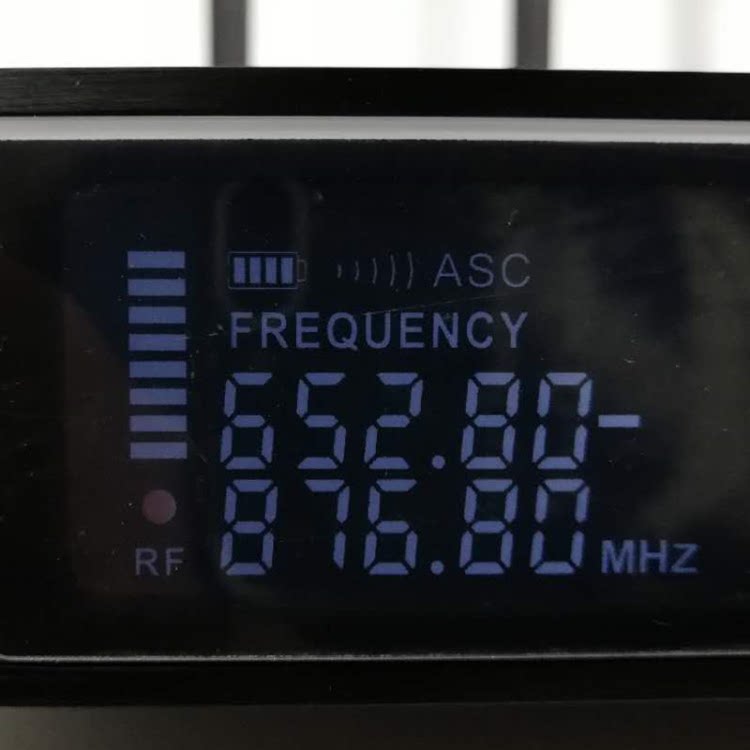 ASC
FREQUENCY
652.80-
876.80 MHz
RF